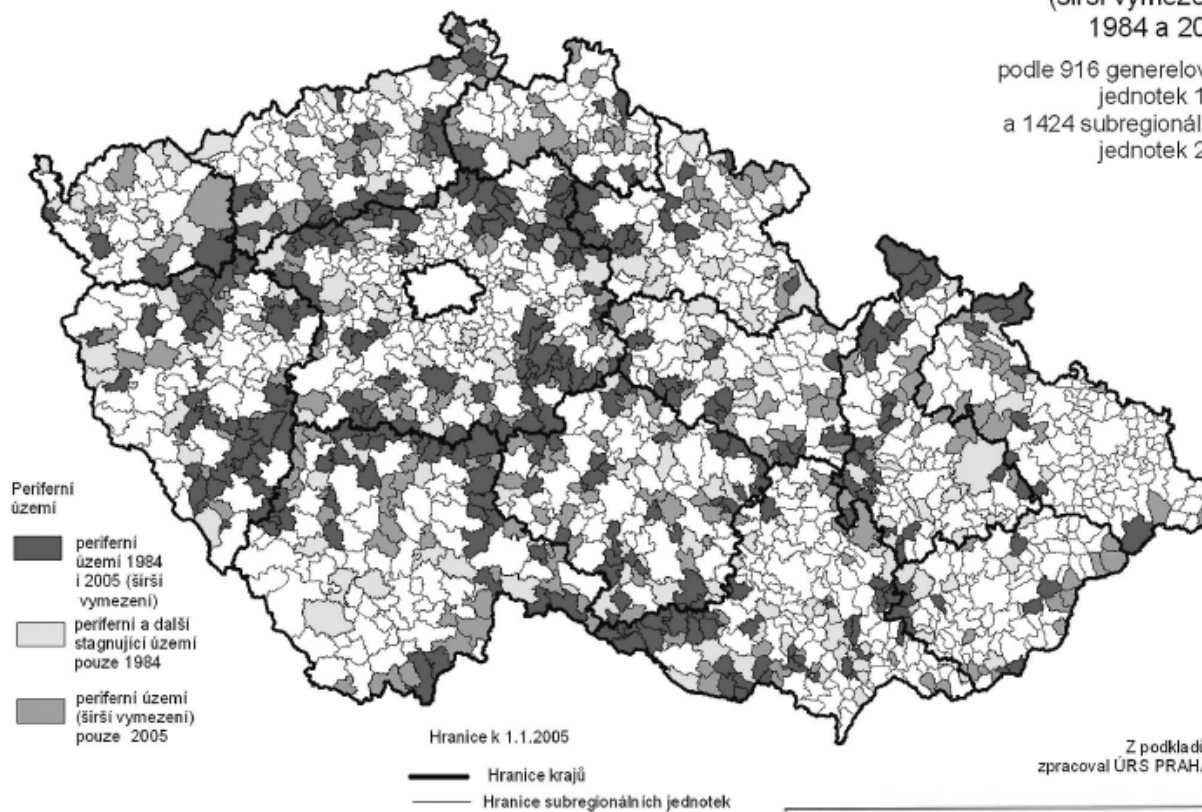 (širší vymeze
1984 a 20
podle 916 generelov
jednotek 1
a 1424 subregionál
jednotek 2
Periferní
území
periferní
území 1984
i 2005 (širší
vymezení)
periferní a další
stagnující území
pouze 1984
periferní území
(širší vymezení)
pouze 2005
Hranice k 1.1.2005
Hranice krajů
Hranice subregionálních jednotek
Z podkladů
zpracoval ÚRS PRAHA